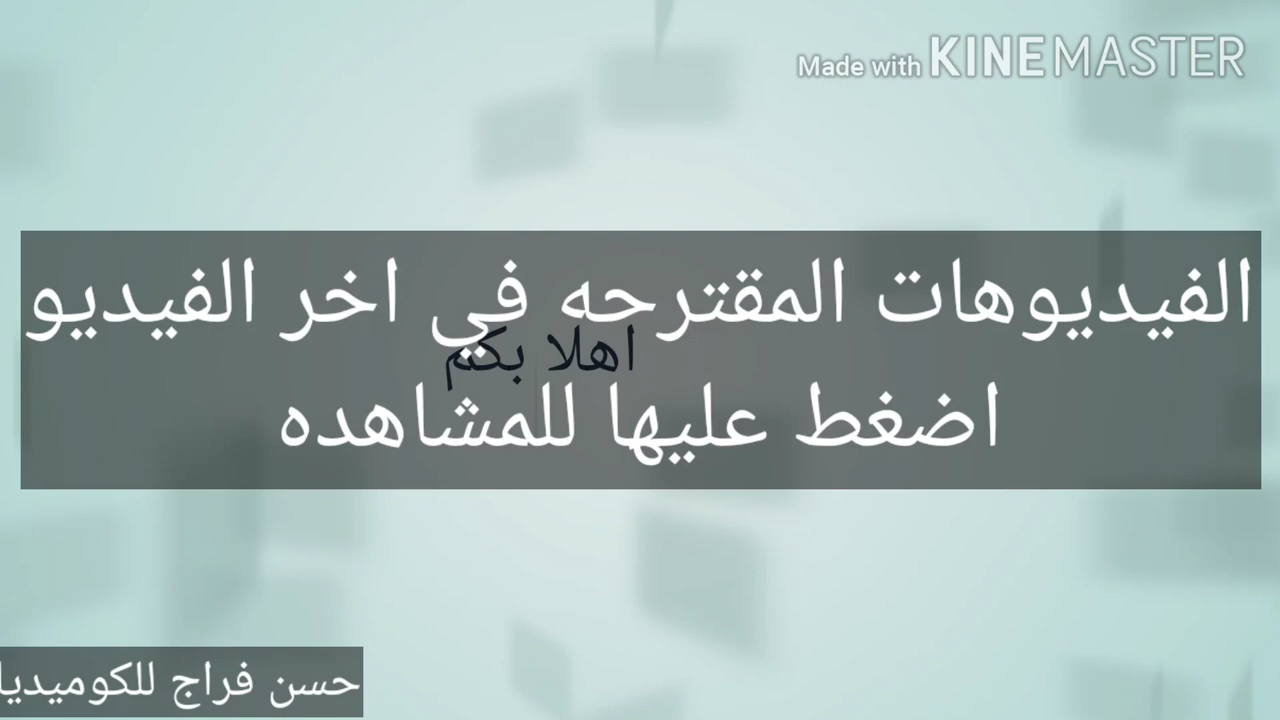 Made with KINEMASTER
الفيديوهات المقترحه في اخر الفيديو
اهلا بكم
اضغط عليها للمشاهده
حسن فراج للكوميديا